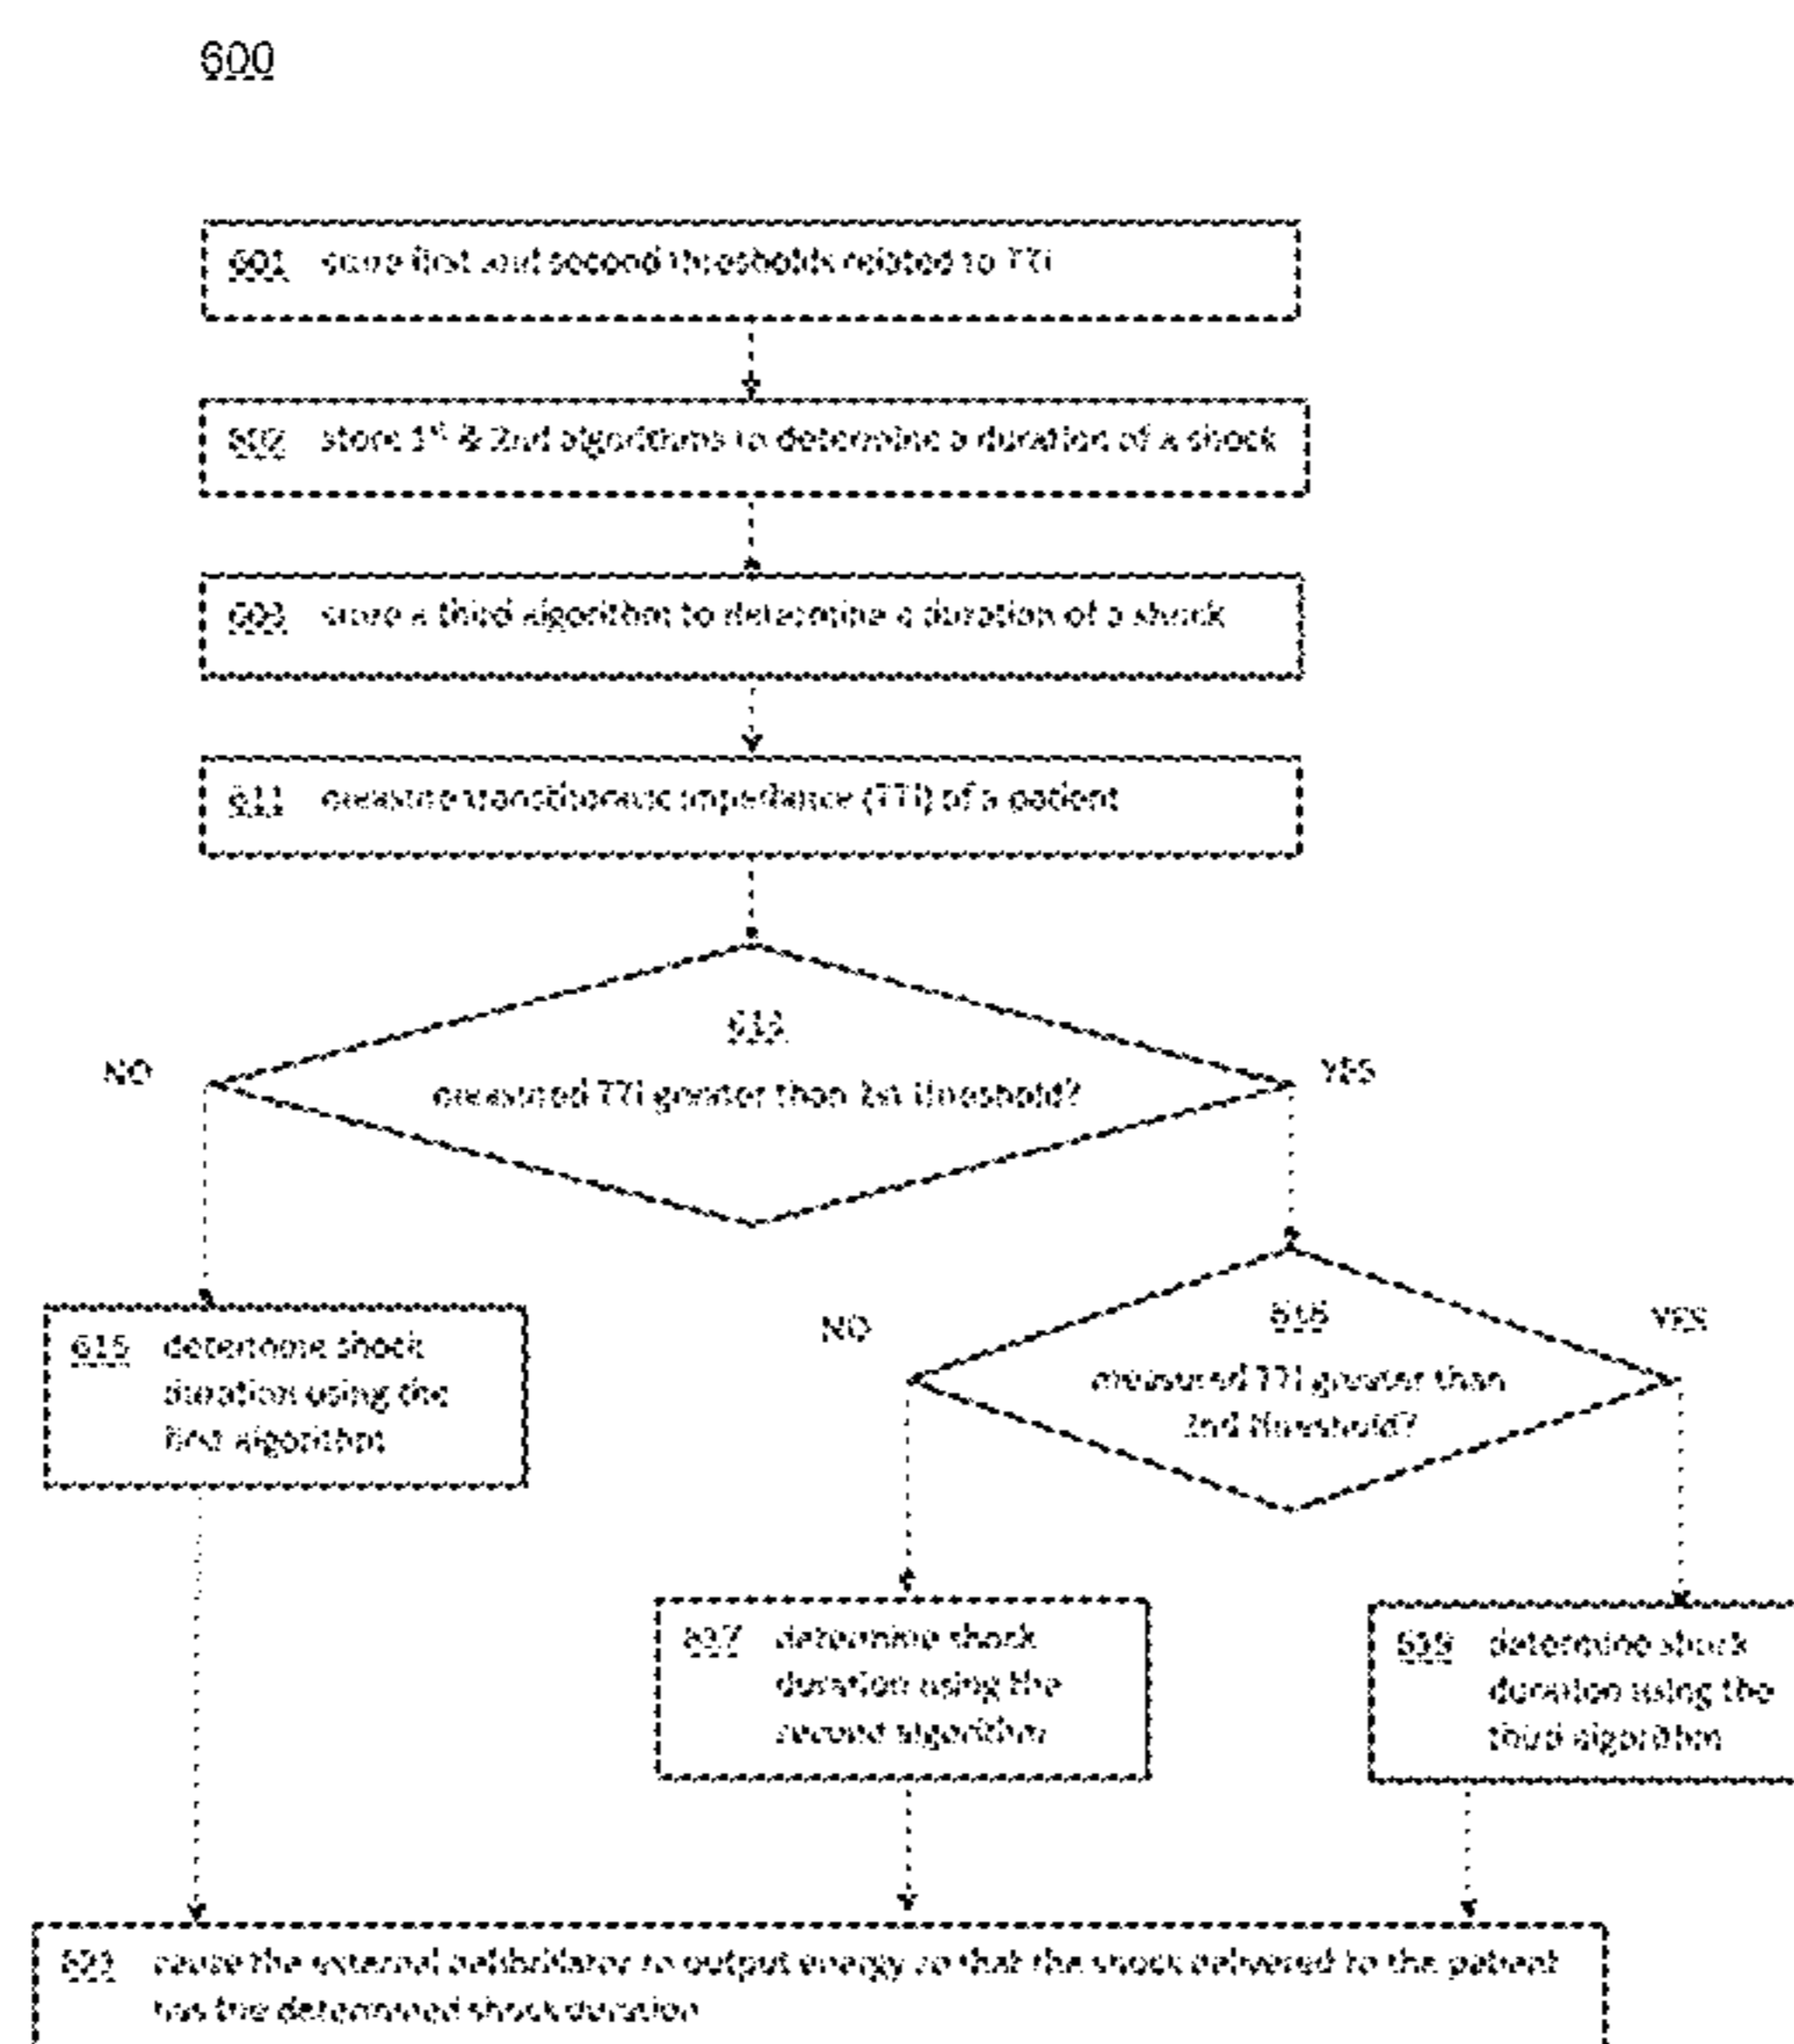 600
601 store first and second thresholds related to TTI
602 store 1st & 2nd algorithms to determine a duration of a shock
603 store a third algorithm to determine a duration of a shock
611 measure transthoracic impedance (TTI) of a patient
613
NO
YES
measured TTI greater than 1st threshold?
615 determine shock
duration using the
first algorithm
NO
616
YES
measured TTI greater than
2nd threshold?
617 determine shock
duration using the
second algorithm
determine shock
duration using the
third algorithm
621 cause the external defibrillator to output energy so that the shock delivered to the patient
has the determined shock duration